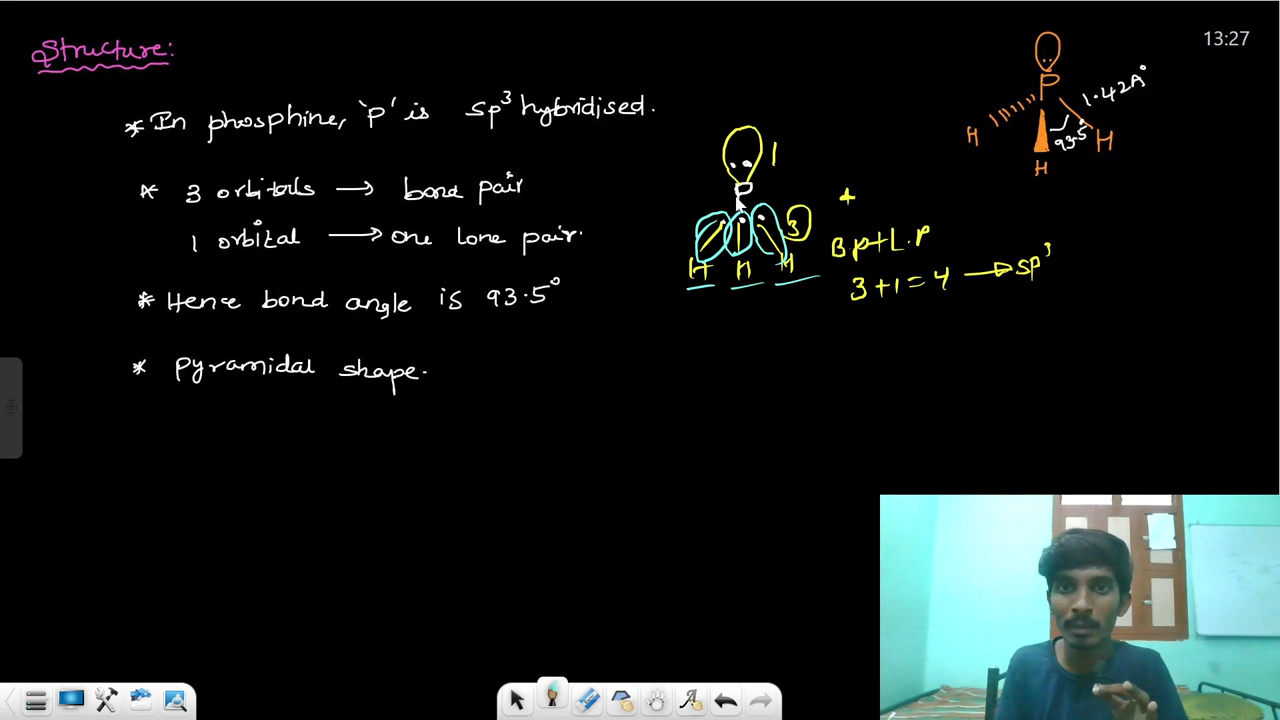 Structure:
13:27
* In phosphine, 'P' is sp³ hybridised.
* 3 orbitals → bond pair
1 orbital → one lone pair.
* Hence bond angle is 93.5°
* Pyramidal shape.
1
P
3
H H H
+
B p + L.P
3 + 1 = 4 → sp³
P
1.42A°
93.5
H
H
H